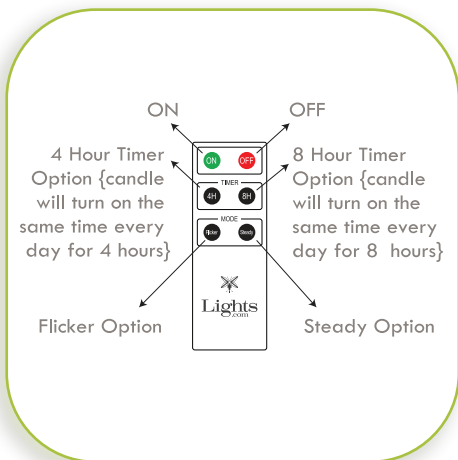 ON
OFF
4 Hour Timer
Option {candle
will turn on the
same time every
day for 4 hours}
8 Hour Timer
Option {candle
will turn on the
same time every
day for 8 hours}
ON OFF
TIMER
4H 8H
MODE
Flicker Steady
Lights
.com
Flicker Option
Steady Option